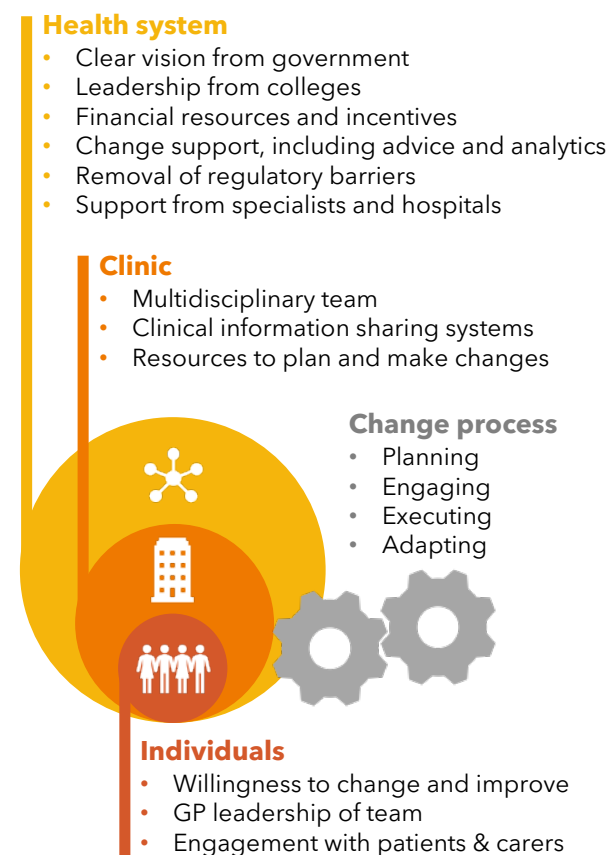 Health system
• Clear vision from government
• Leadership from colleges
• Financial resources and incentives
• Change support, including advice and analytics
• Removal of regulatory barriers
• Support from specialists and hospitals
Clinic
• Multidisciplinary team
• Clinical information sharing systems
• Resources to plan and make changes
Change process
• Planning
• Engaging
• Executing
• Adapting
Individuals
• Willingness to change and improve
• GP leadership of team
• Engagement with patients & carers